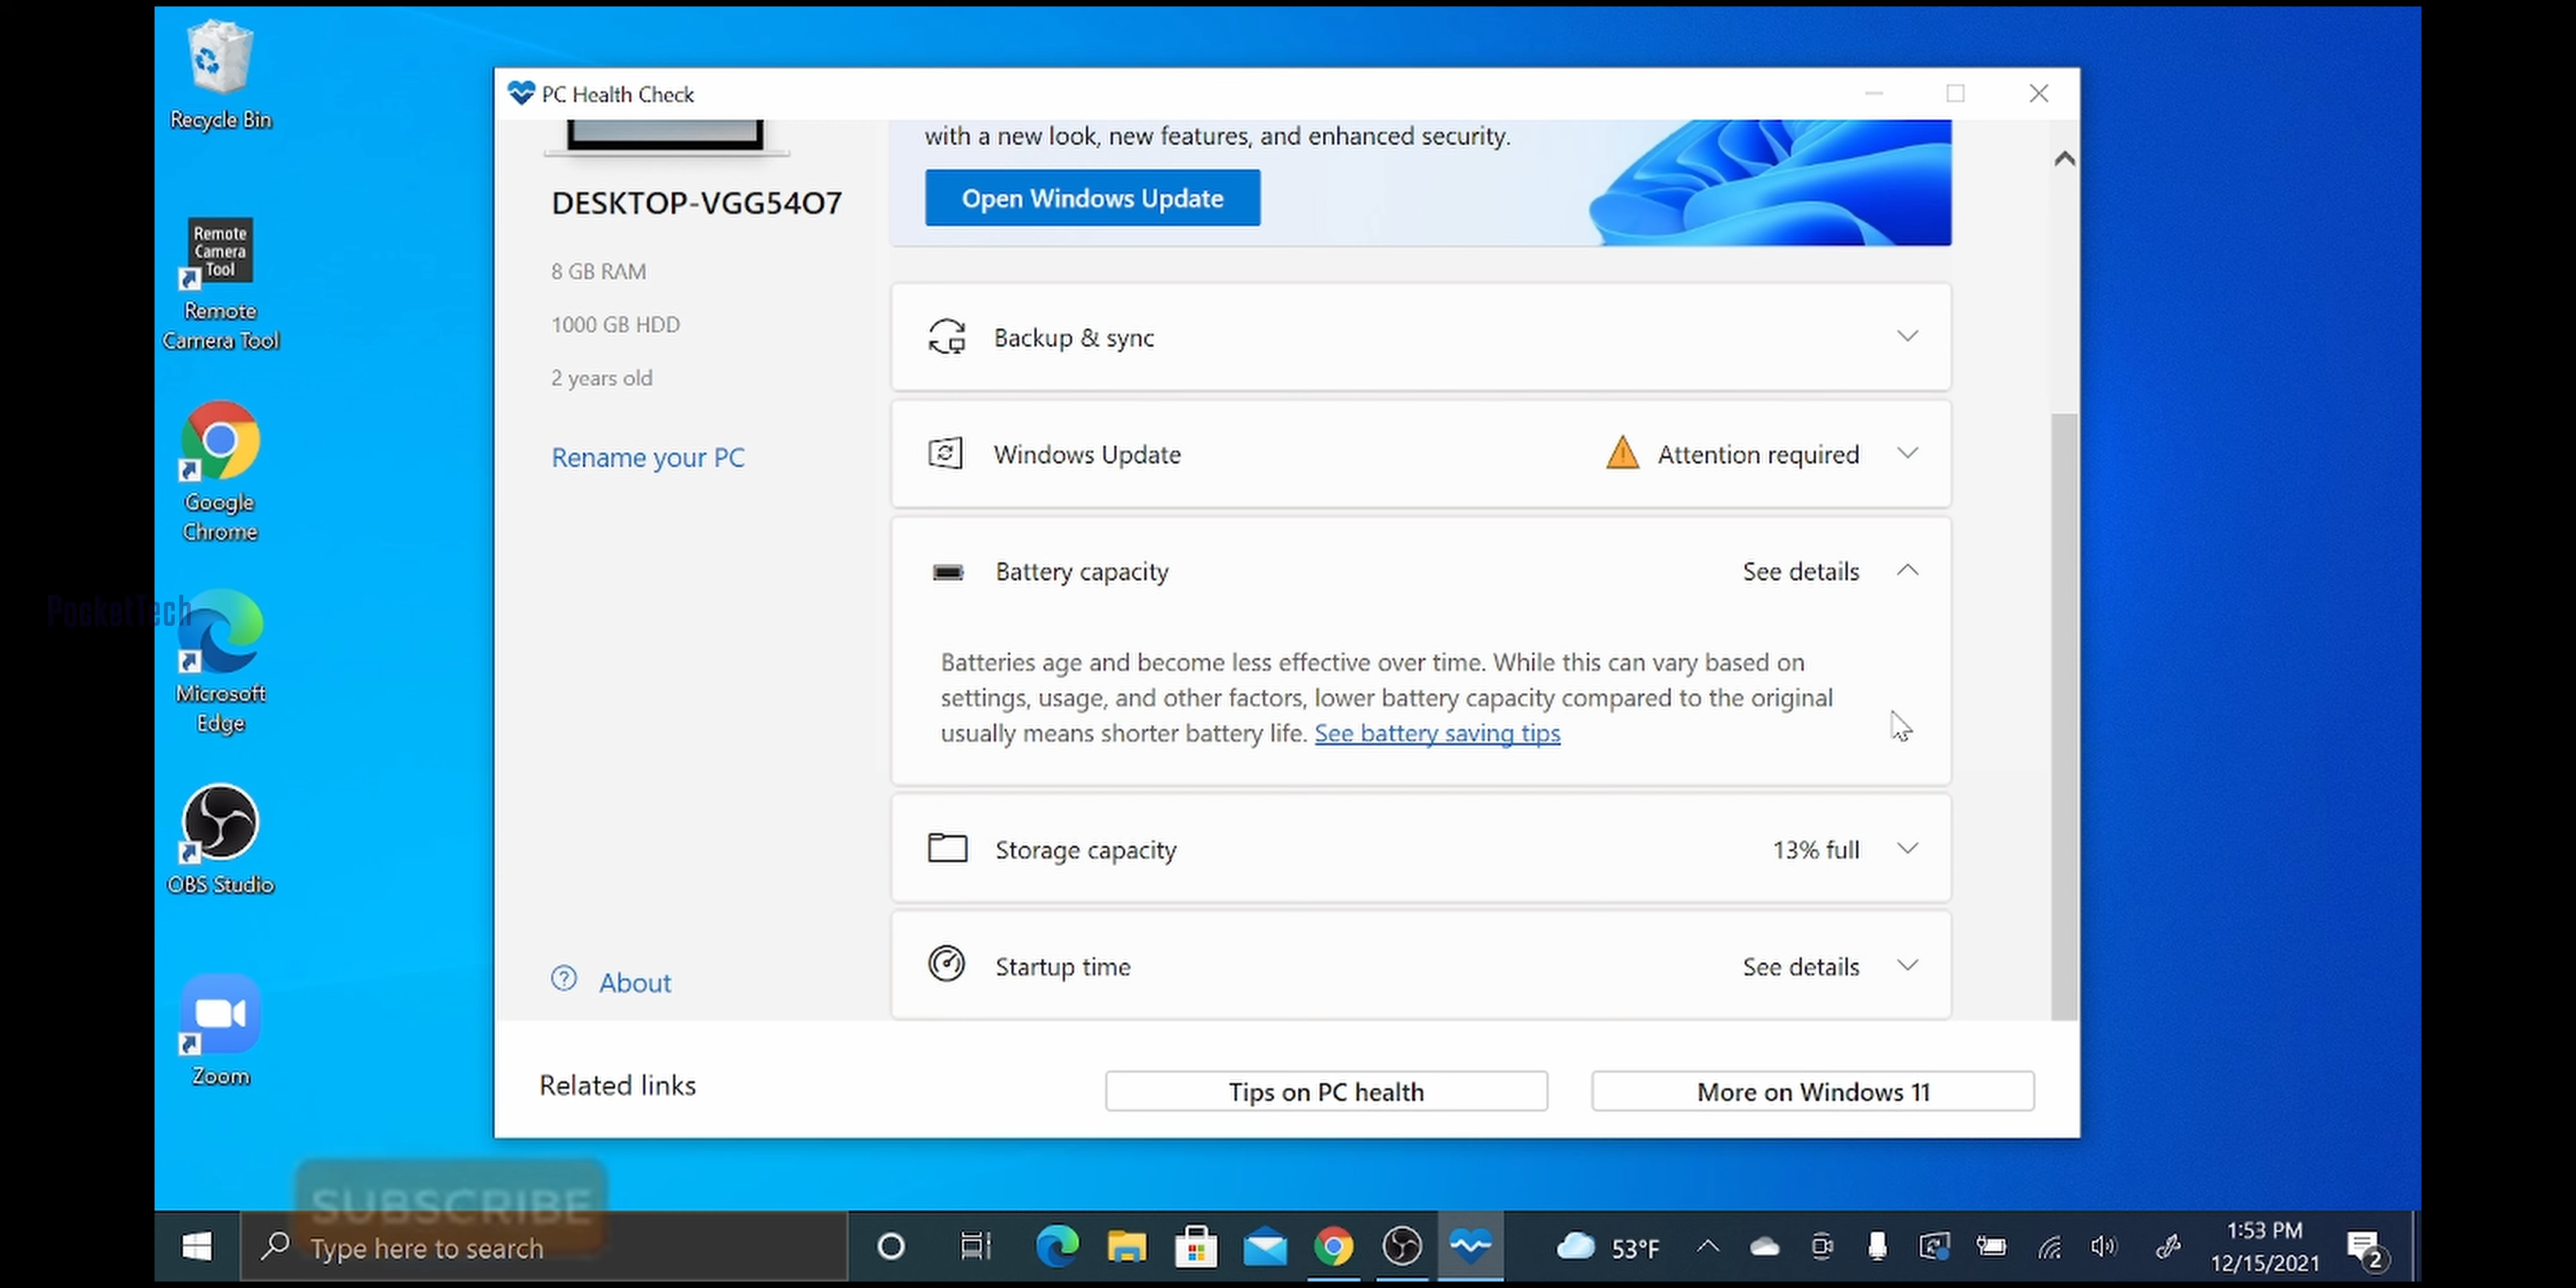 Recycle Bin
Remote
Camera
Tool
Remote
Camera Tool
Google
Chrome
PocketTech
Microsoft
Edge
OBS Studio
Zoom
PC Health Check
DESKTOP-VGG54O7
8 GB RAM
1000 GB HDD
2 years old
Rename your PC
About
with a new look, new features, and enhanced security.
Open Windows Update
Backup & sync
Windows Update Attention required
Battery capacity See details
Batteries age and become less effective over time. While this can vary based on
settings, usage, and other factors, lower battery capacity compared to the original
usually means shorter battery life. See battery saving tips
Storage capacity 13% full
Startup time See details
Related links Tips on PC health More on Windows 11
SUBSCRIBE
Type here to search
53°F
1:53 PM
12/15/2021
2